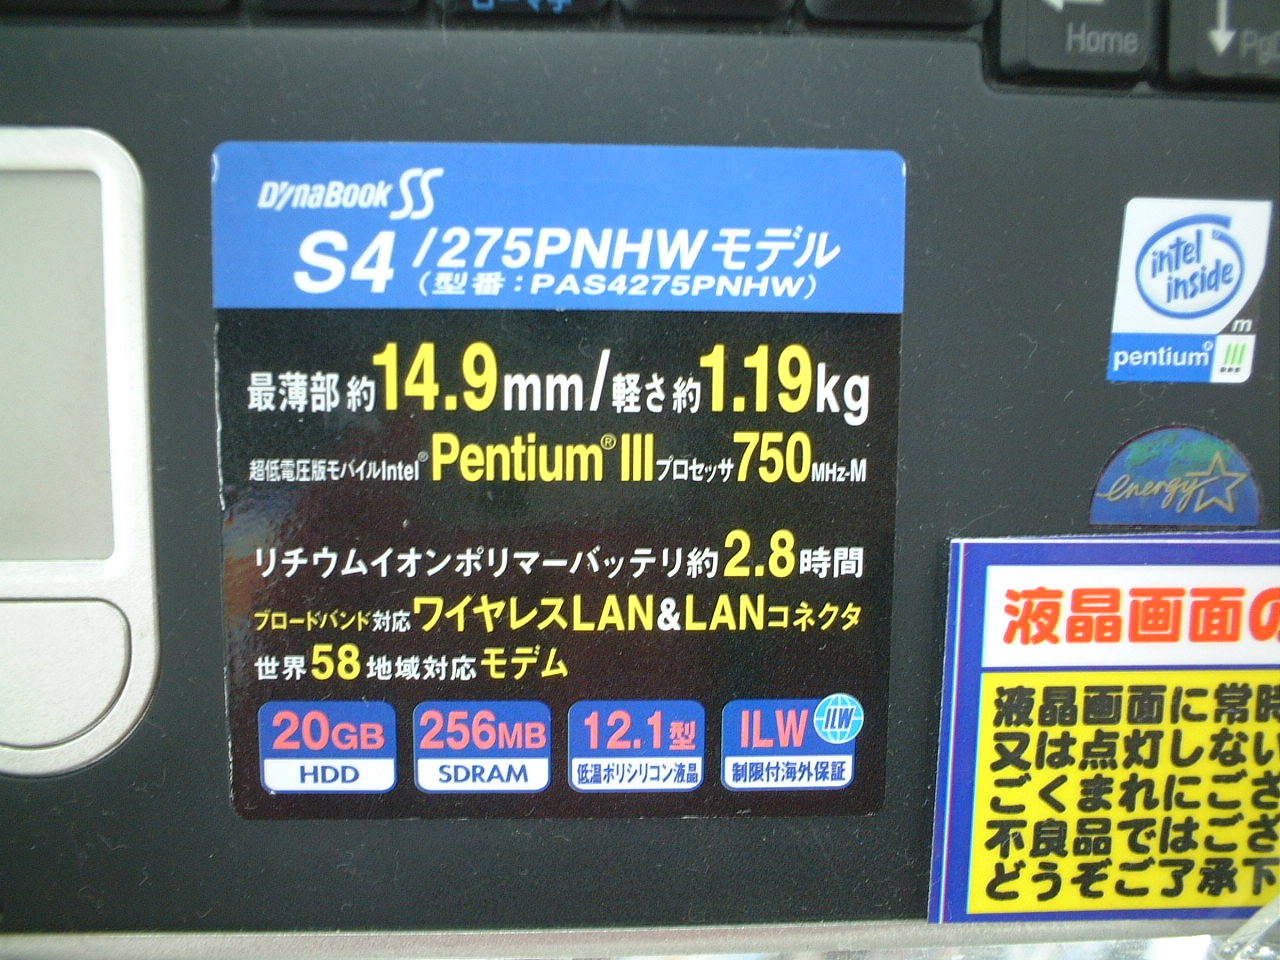 ローマ字
Home
DynaBook SS
S4/275PNHWモデル
(型番:PAS4275PNHW)
最薄部 約14.9mm/軽さ約1.19kg
超低電圧版モバイルIntel® Pentium® IIIプロセッサ750MHz-M
リチウムイオンポリマーバッテリ約2.8時間
ブロードバンド対応ワイヤレスLAN&LANコネクタ
世界58地域対応モデム
20GB
HDD
256MB
SDRAM
12.1型
低温ポリシリコン液晶
ILW ILW
制限付海外保証
intel
inside
m
pentium® III
energy
液晶画面の
液晶画面に常時
又は点灯しない
ごくまれにござ
不良品ではござ
どうぞご了承下